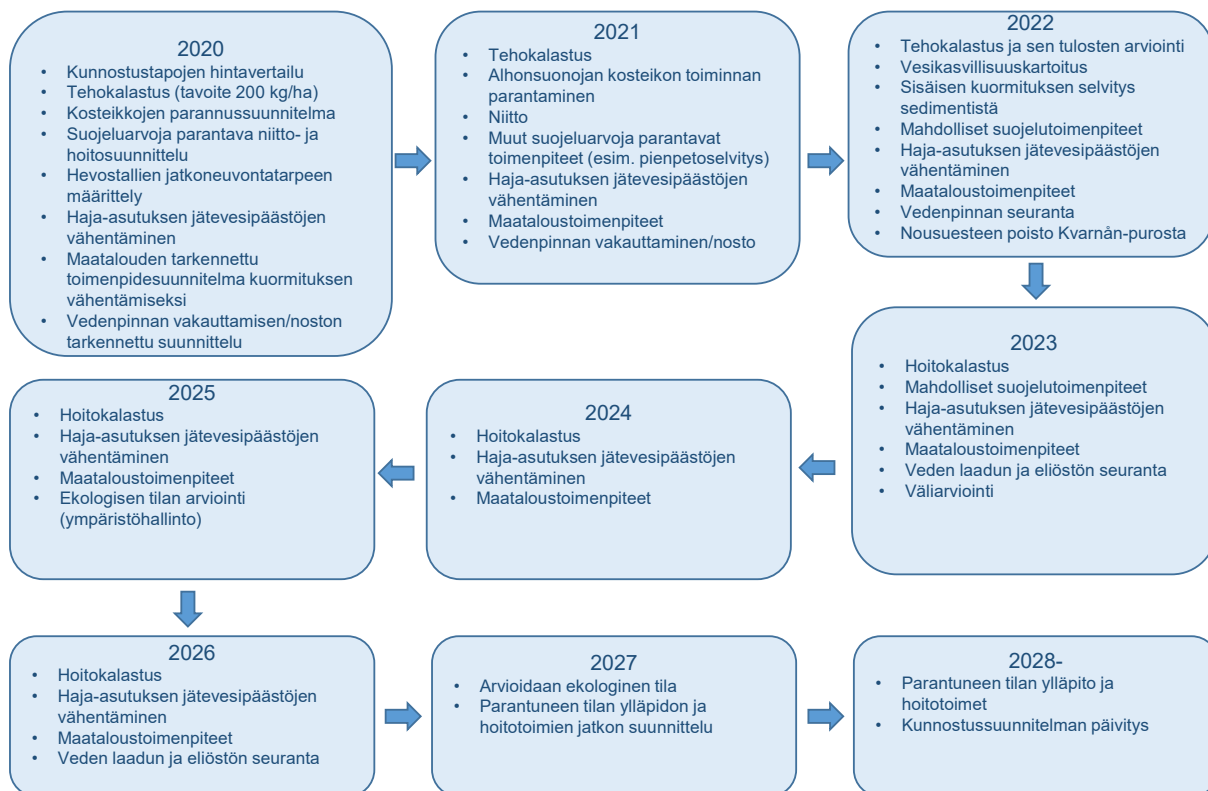 2020
• Kunnostustapojen hintavertailu
• Tehokalastus (tavoite 200 kg/ha)
• Kosteikkojen parannussuunnitelma
• Suojeluarvoja parantava niitto- ja
hoitosuunnittelu
• Hevostallien jatkoneuvontatarpeen
määrittely
• Haja-asutuksen jätevesipäästöjen
vähentäminen
• Maatalouden tarkennettu
toimenpidesuunnitelma kuormituksen
vähentämiseksi
• Vedenpinnan vakauttamisen/noston
tarkennettu suunnittelu
2021
• Tehokalastus
• Alhonsuonojan kosteikon toiminnan
parantaminen
• Niitto
• Muut suojeluarvoja parantavat
toimenpiteet (esim. pienpetoselvitys)
• Haja-asutuksen jätevesipäästöjen
vähentäminen
• Maataloustoimenpiteet
• Vedenpinnan vakauttaminen/nosto
2022
• Tehokalastus ja sen tulosten arviointi
• Vesikasvillisuuskartoitus
• Sisäisen kuormituksen selvitys
sedimentistä
• Mahdolliset suojelutoimenpiteet
• Haja-asutuksen jätevesipäästöjen
vähentäminen
• Maataloustoimenpiteet
• Vedenpinnan seuranta
• Nousuesteen poisto Kvarnån-purosta
2023
• Hoitokalastus
• Mahdolliset suojelutoimenpiteet
• Haja-asutuksen jätevesipäästöjen
vähentäminen
• Maataloustoimenpiteet
• Veden laadun ja eliöstön seuranta
• Väliarviointi
2024
• Hoitokalastus
• Haja-asutuksen jätevesipäästöjen
vähentäminen
• Maataloustoimenpiteet
2025
• Hoitokalastus
• Haja-asutuksen jätevesipäästöjen
vähentäminen
• Maataloustoimenpiteet
• Ekologisen tilan arviointi
(ympäristöhallinto)
2026
• Hoitokalastus
• Haja-asutuksen jätevesipäästöjen
vähentäminen
• Maataloustoimenpiteet
• Veden laadun ja eliöstön seuranta
2027
• Arvioidaan ekologinen tila
• Parantuneen tilan ylläpidon ja
hoitotoimien jatkon suunnittelu
2028-
• Parantuneen tilan ylläpito ja
hoitotoimet
• Kunnostussuunnitelman päivitys